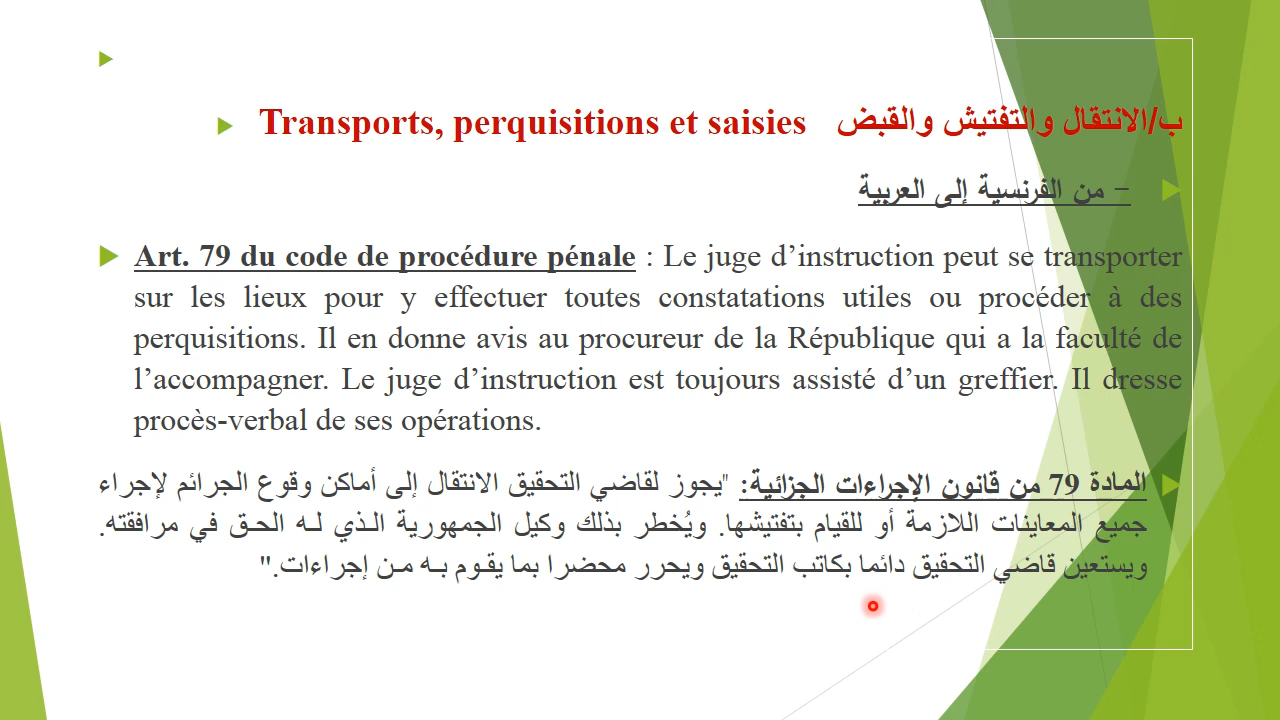 Transports, perquisitions et saisies ب/الانتقال والتفتيش والقبض
– من الفرنسية إلى العربية
Art. 79 du code de procédure pénale : Le juge d’instruction peut se transporter
sur les lieux pour y effectuer toutes constatations utiles ou procéder à des
perquisitions. Il en donne avis au procureur de la République qui a la faculté de
l’accompagner. Le juge d’instruction est toujours assisté d’un greffier. Il dresse
procès-verbal de ses opérations.
المادة 79 من قانون الإجراءات الجزائية: "يجوز لقاضي التحقيق الانتقال إلى أماكن وقوع الجرائم لإجراء
جميع المعاينات اللازمة أو للقيام بتفتيشها. ويُخطر بذلك وكيل الجمهورية الذي له الحق في مرافقته.
ويستعين قاضي التحقيق دائما بكاتب التحقيق ويحرر محضرا بما يقوم به من إجراءات."